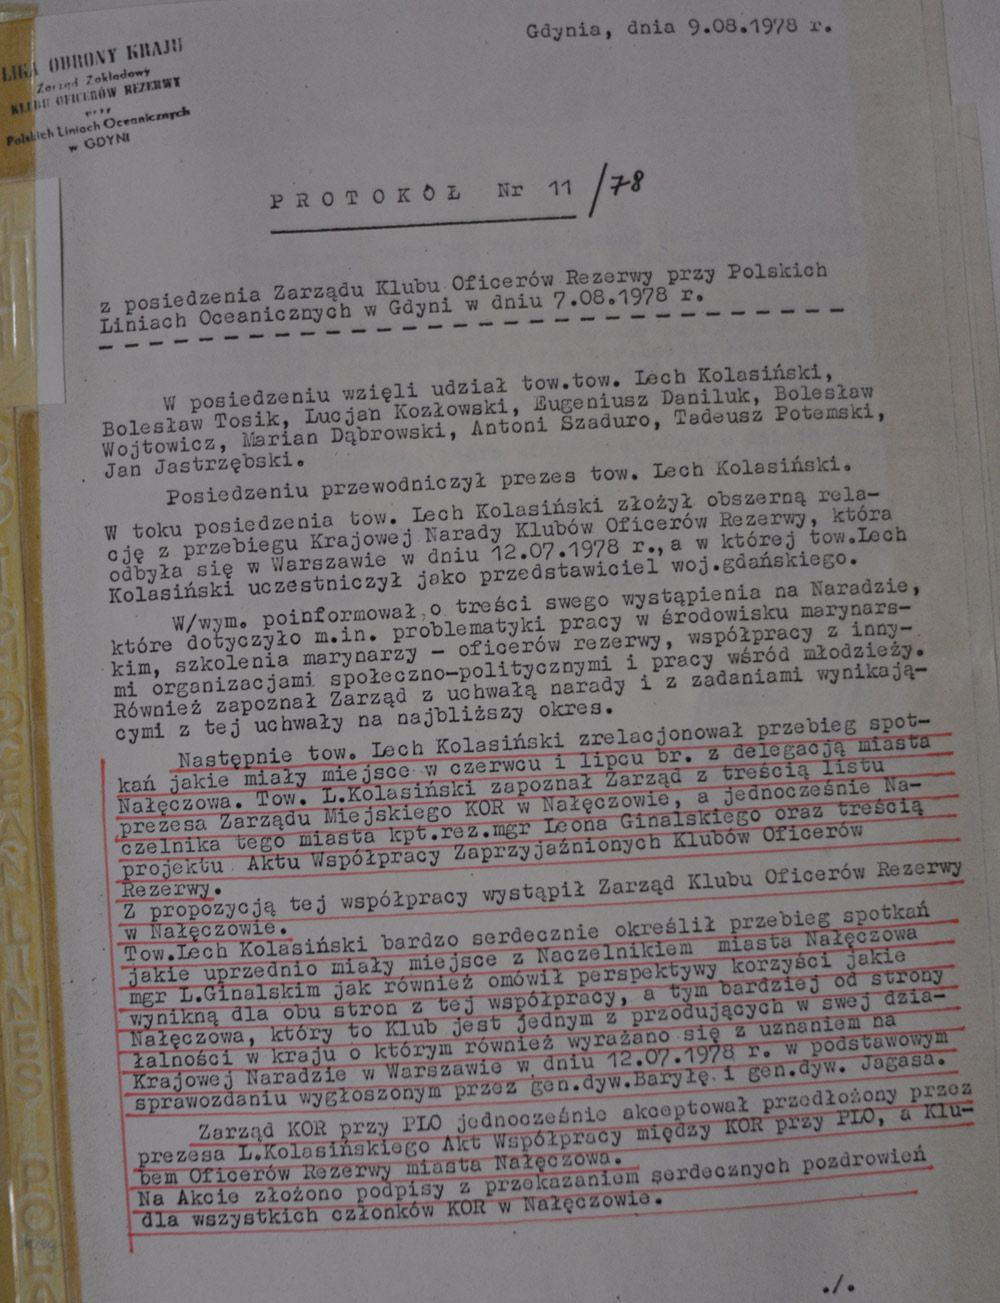 Gdynia, dnia 9.08.1978 r.
LIGA OBRONY KRAJU
Zarząd Zakładowy
KLUBU OFICERÓW REZERWY
przy
Polskich Liniach Oceanicznych
w GDYNI
PROTOKÓŁ Nr 11/78
z posiedzenia Zarządu Klubu Oficerów Rezerwy przy Polskich
Liniach Oceanicznych w Gdyni w dniu 7.08.1978 r.
W posiedzeniu wzięli udział tow.tow. Lech Kolasiński,
Bolesław Tosik, Lucjan Kozłowski, Eugeniusz Daniluk, Bolesław
Wojtowicz, Marian Dąbrowski, Antoni Szaduro, Tadeusz Potemski,
Jan Jastrzębski.
Posiedzeniu przewodniczył prezes tow. Lech Kolasiński.
W toku posiedzenia tow. Lech Kolasiński złożył obszerną rela-
cję z przebiegu Krajowej Narady Klubów Oficerów Rezerwy, która
odbyła się w Warszawie w dniu 12.07.1978 r., a w której tow.Lech
Kolasiński uczestniczył jako przedstawiciel woj.gdańskiego.
W/wym. poinformował o treści swego wystąpienia na Naradzie,
które dotyczyło m.in. problematyki pracy w środowisku marynars-
kim, szkolenia marynarzy - oficerów rezerwy, współpracy z inny-
mi organizacjami społeczno-politycznymi i pracy wśród młodzieży.
Również zapoznał Zarząd z uchwałą narady i z zadaniami wynikają-
cymi z tej uchwały na najbliższy okres.
Następnie tow. Lech Kolasiński zrelacjonował przebieg spot-
kań jakie miały miejsce w czerwcu i lipcu br. z delegacją miasta
Nałęczowa. Tow. L.Kolasiński zapoznał Zarząd z treścią listu
prezesa Zarządu Miejskiego KOR w Nałęczowie, a jednocześnie Na-
czelnika tego miasta kpt.rez.mgr Leona Ginalskiego oraz treścią
projektu Aktu Współpracy Zaprzyjaźnionych Klubów Oficerów
Rezerwy.
Z propozycją tej współpracy wystąpił Zarząd Klubu Oficerów Rezerwy
w Nałęczowie.
Tow.Lech Kolasiński bardzo serdecznie określił przebieg spotkań
jakie uprzednio miały miejsce z Naczelnikiem miasta Nałęczowa
mgr L.Ginalskim jak również omówił perspektywy korzyści jakie
wynikną dla obu stron z tej współpracy, a tym bardziej od strony
Nałęczowa, który to Klub jest jednym z przodujących w swej dzia-
łalności w kraju o którym również wyrażano się z uznaniem na
Krajowej Naradzie w Warszawie w dniu 12.07.1978 r. w podstawowym
sprawozdaniu wygłoszonym przez gen.dyw.Baryłę i gen.dyw. Jagasa.
Zarząd KOR przy PLO jednocześnie akceptował przedłożony przez
prezesa L.Kolasińskiego Akt Współpracy między KOR przy PLO, a Klu-
bem Oficerów Rezerwy miasta Nałęczowa.
Na Akcie złożono podpisy z przekazaniem serdecznych pozdrowień
dla wszystkich członków KOR w Nałęczowie.
./.